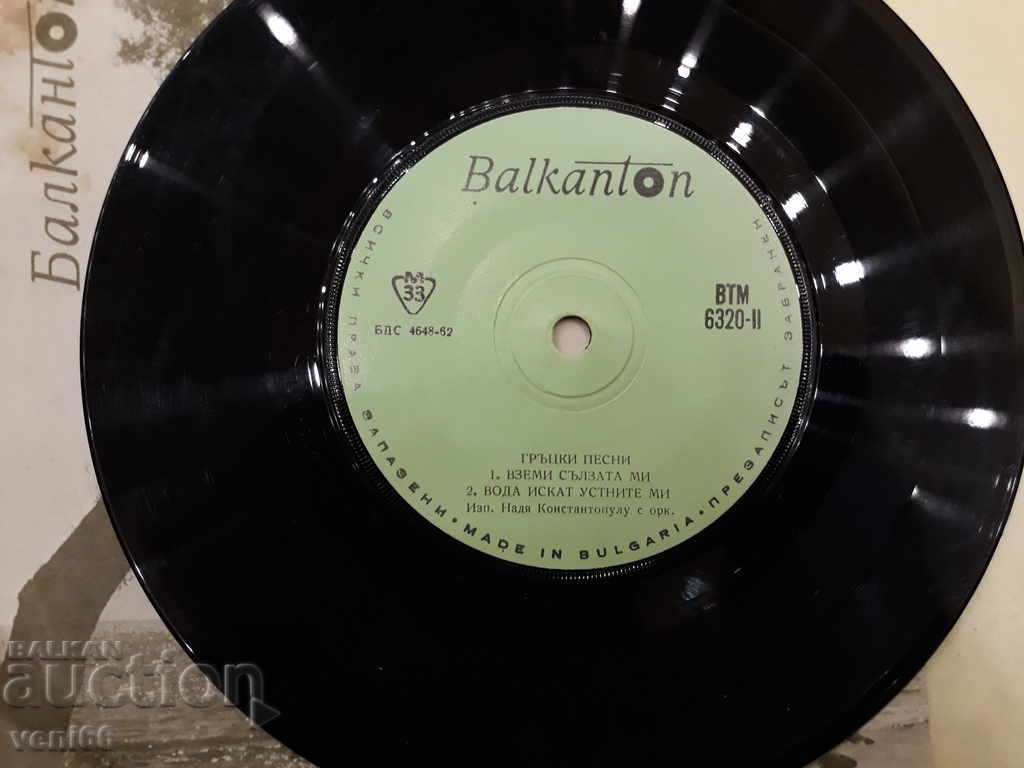 Балкантон
Balkanton
М
33
БДС 4648-62
ВТМ
6320-II
ГРЪЦКИ ПЕСНИ
1. ВЗЕМИ СЪЛЗАТА МИ
2. ВОДА ИСКАТ УСТНИТЕ МИ
Изп. Надя Константопулу с орк.
ВСИЧКИ ПРАВА ЗАПАЗЕНИ • MADE IN BULGARIA • ПРЕЗАПИСЪТ ЗАБРАНЕН
BALKAN
auction
veni66